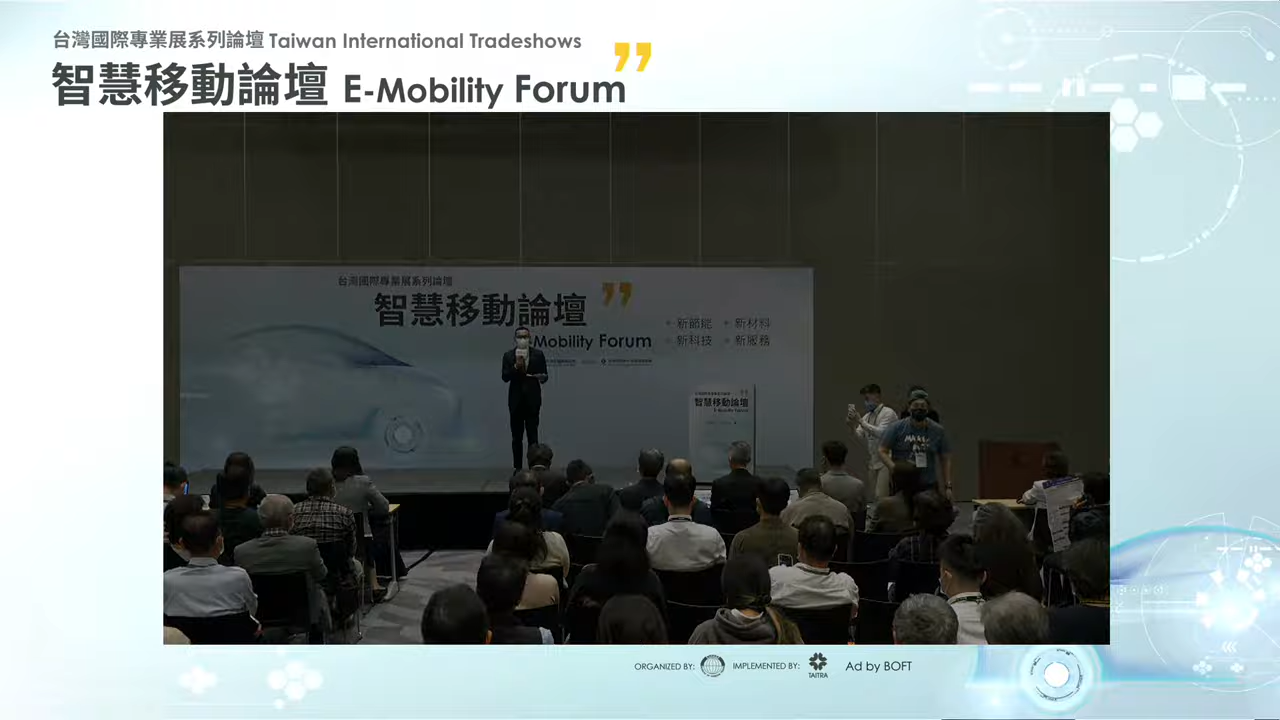 台灣國際專業展系列論壇 Taiwan International Tradeshows
智慧移動論壇 E-Mobility Forum
台灣國際專業展系列論壇
智慧移動論壇
-Mobility Forum
新節能 新材料
新科技 新服務
智慧移動論壇
E-Mobility Forum
ORGANIZED BY: IMPLEMENTED BY: TAITRA Ad by BOFT